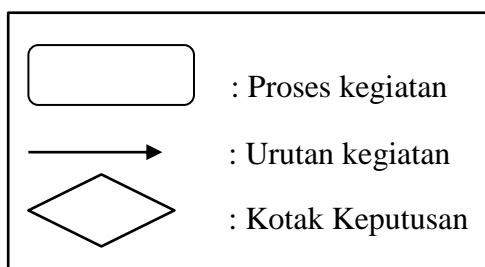 : Proses kegiatan
: Urutan kegiatan
: Kotak Keputusan